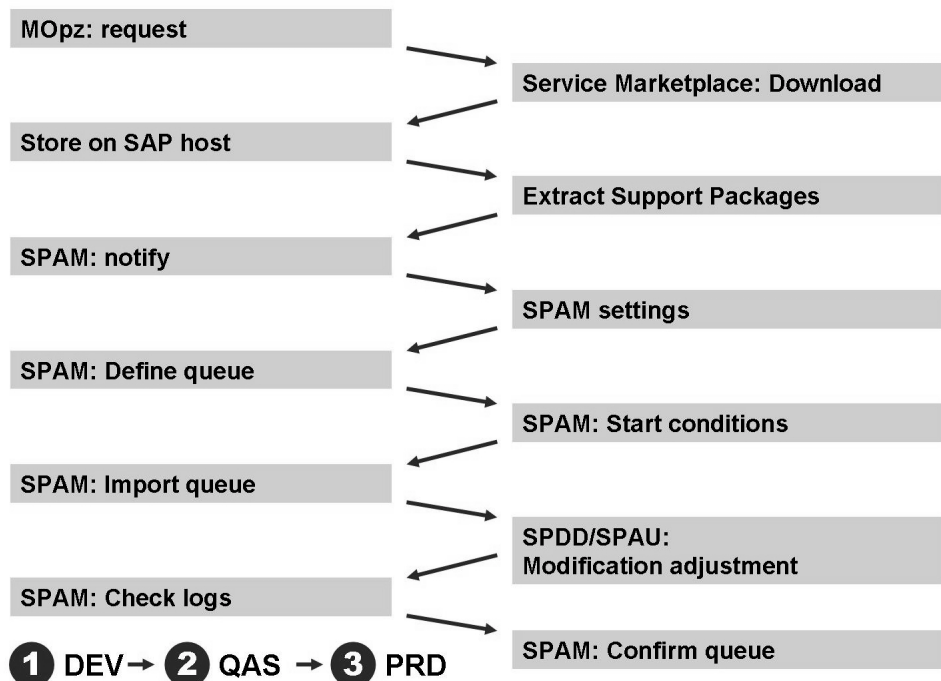 MOpz: request
Service Marketplace: Download
Store on SAP host
Extract Support Packages
SPAM: notify
SPAM settings
SPAM: Define queue
SPAM: Start conditions
SPAM: Import queue
SPDD/SPAU:
Modification adjustment
SPAM: Check logs
SPAM: Confirm queue
1 DEV → 2 QAS → 3 PRD